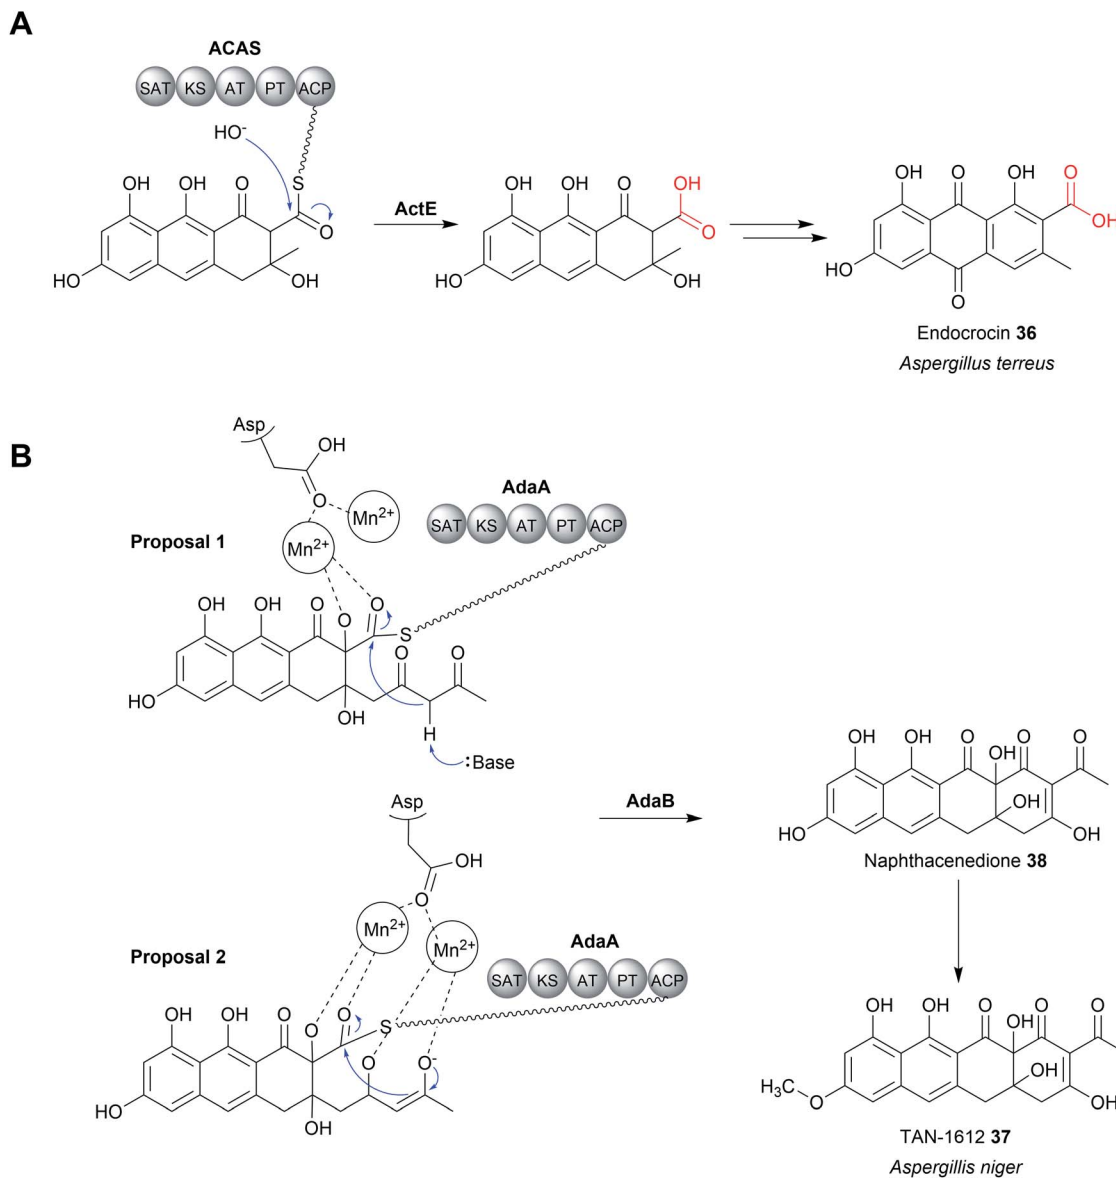 A
ACAS
SAT KS AT PT ACP
HO-
S
OH OH O
O
HO
OH
ActE
OH OH O OH
O
HO
OH
OH O OH O
OH
HO
O
Endocrocin 36
Aspergillus terreus
B
Asp
OH
O
Mn2+
Mn2+
Proposal 1
AdaA
SAT KS AT PT ACP
OH OH O O O
S
O O
HO
OH
H
:Base
AdaB
OH OH O OH O O
OH
HO
OH
Naphthacenedione 38
Asp
OH
O
Mn2+
Mn2+
Proposal 2
AdaA
SAT KS AT PT ACP
OH OH O O O S
O O-
HO
OH
OH OH O OH O O
OH
H3C
O
OH
TAN-1612 37
Aspergillis niger